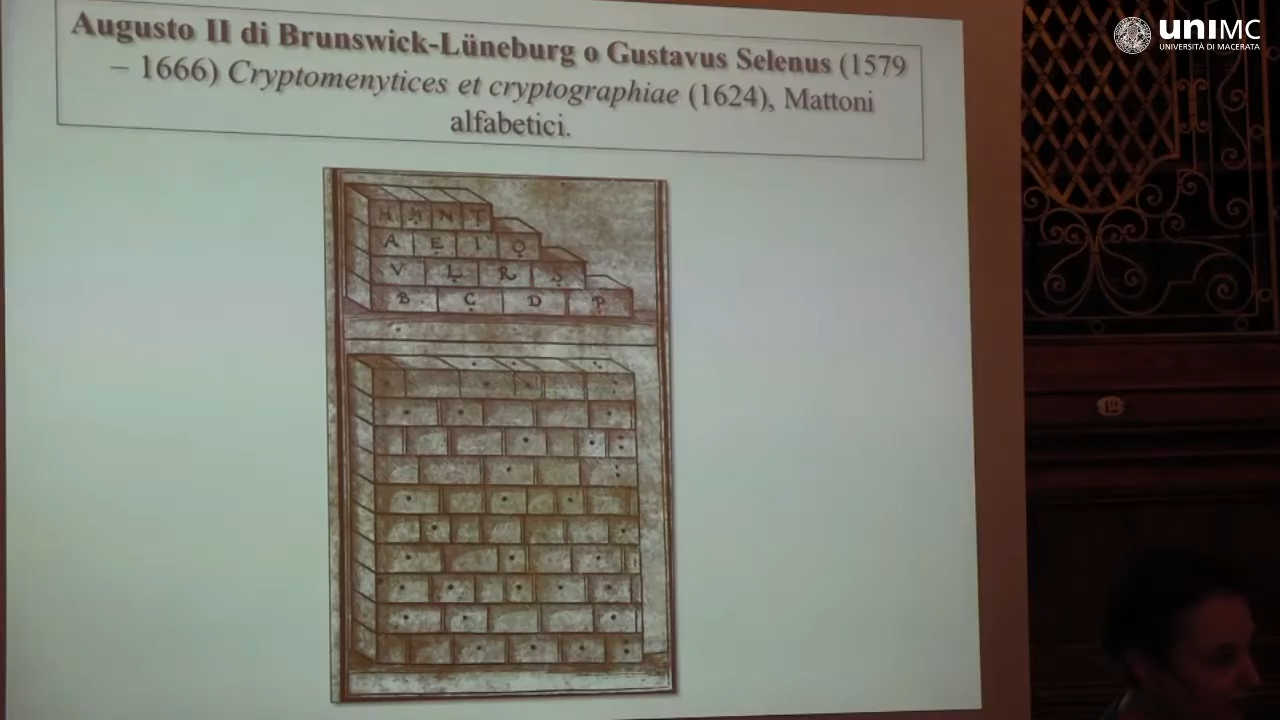 Augusto II di Brunswick-Lüneburg o Gustavus Selenus (1579
– 1666) Cryptomenytices et cryptographiae (1624), Mattoni
alfabetici.
uniMC
UNIVERSITÀ DI MACERATA
H M N T
A E I O
V L R S
B C D P
12